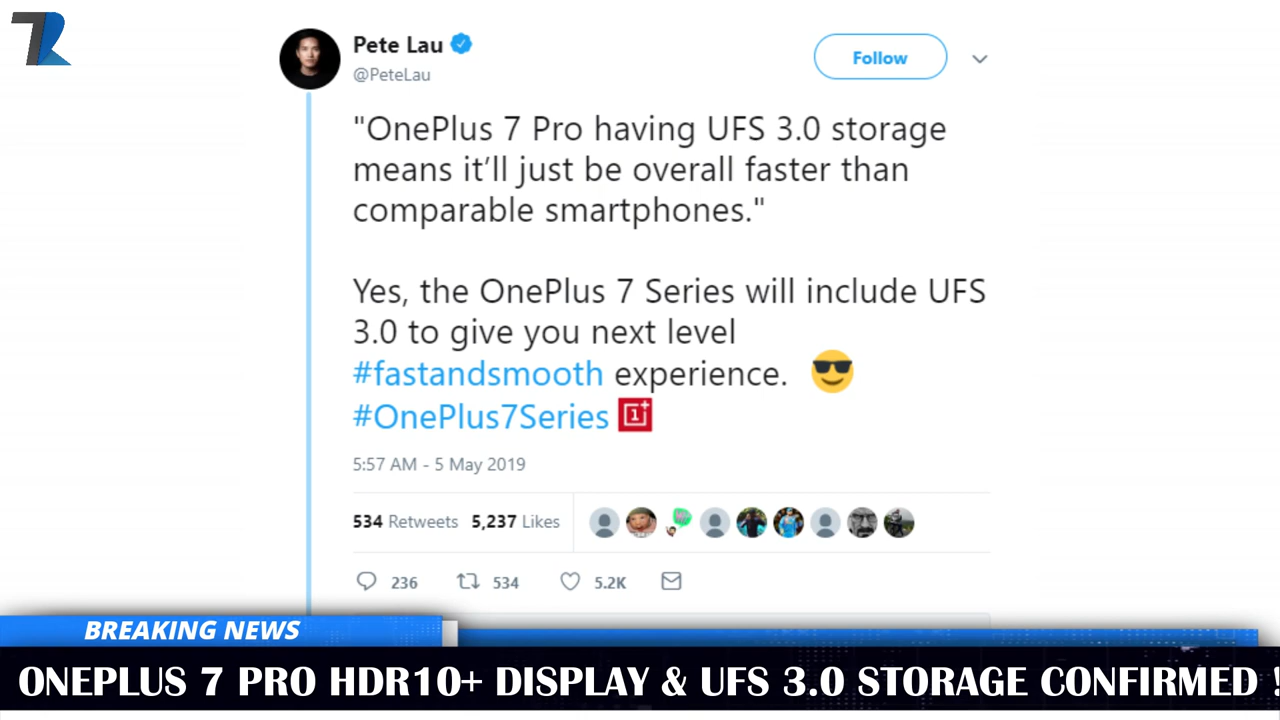 Pete Lau
@PeteLau
Follow
"OnePlus 7 Pro having UFS 3.0 storage
means it’ll just be overall faster than
comparable smartphones."
Yes, the OnePlus 7 Series will include UFS
3.0 to give you next level
#fastandsmooth experience. 😎
#OnePlus7Series
5:57 AM - 5 May 2019
534 Retweets 5,237 Likes
236 534 5.2K
BREAKING NEWS
ONEPLUS 7 PRO HDR10+ DISPLAY & UFS 3.0 STORAGE CONFIRMED !